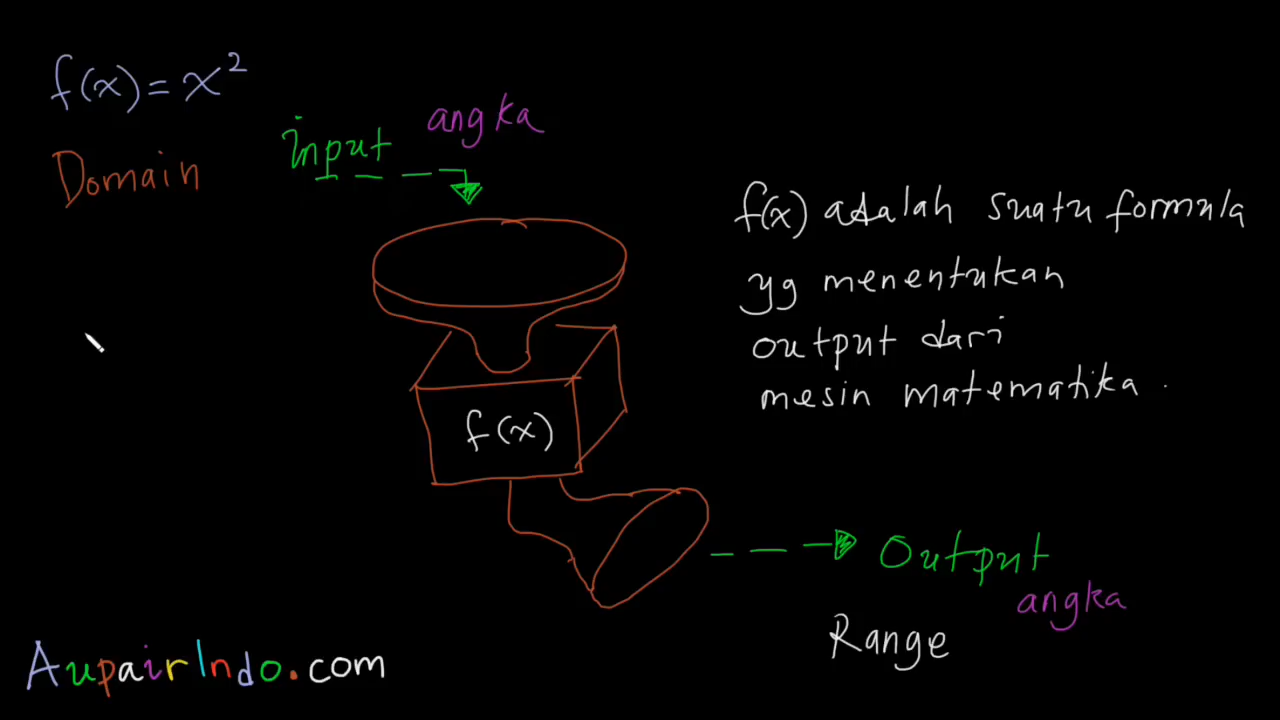 f(x) = x²
angka
Input
Domain
f(x) adalah suatu formula
yg menentukan
output dari
mesin matematika.
f(x)
Output
angka
Range
AupairIndo.com